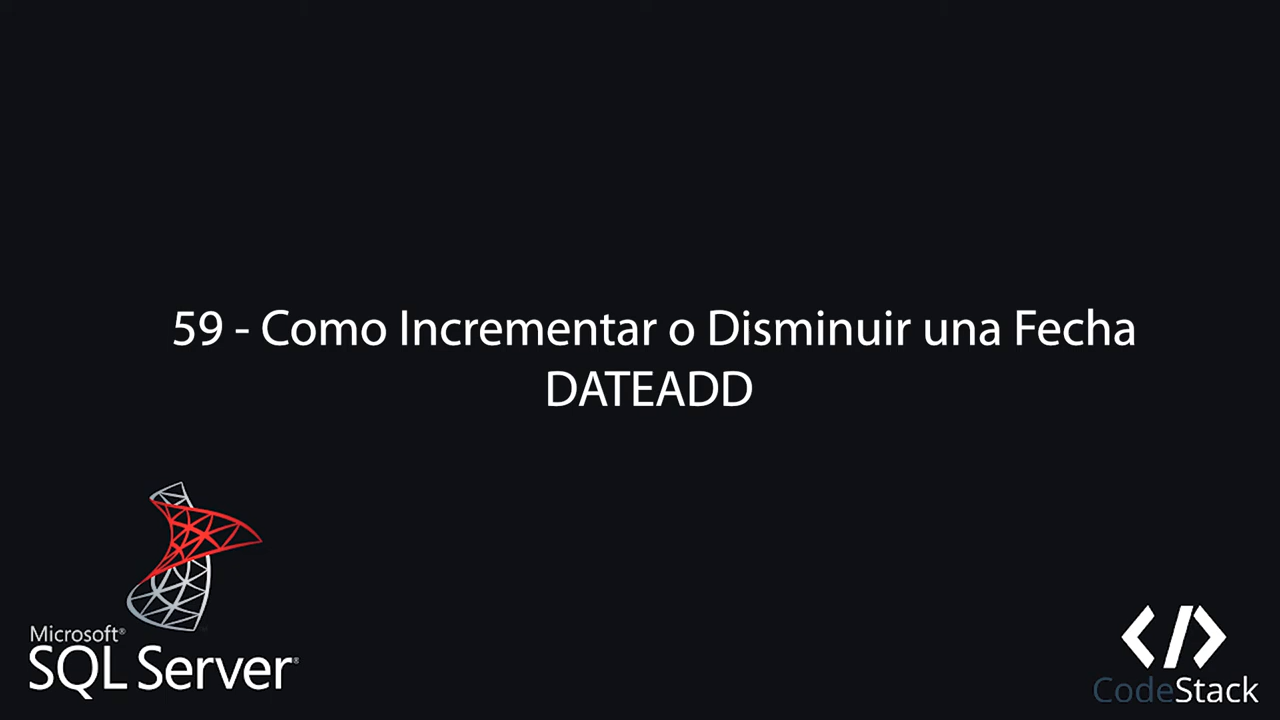 59 - Como Incrementar o Disminuir una Fecha
DATEADD
Microsoft®
SQL Server®
</>
CodeStack